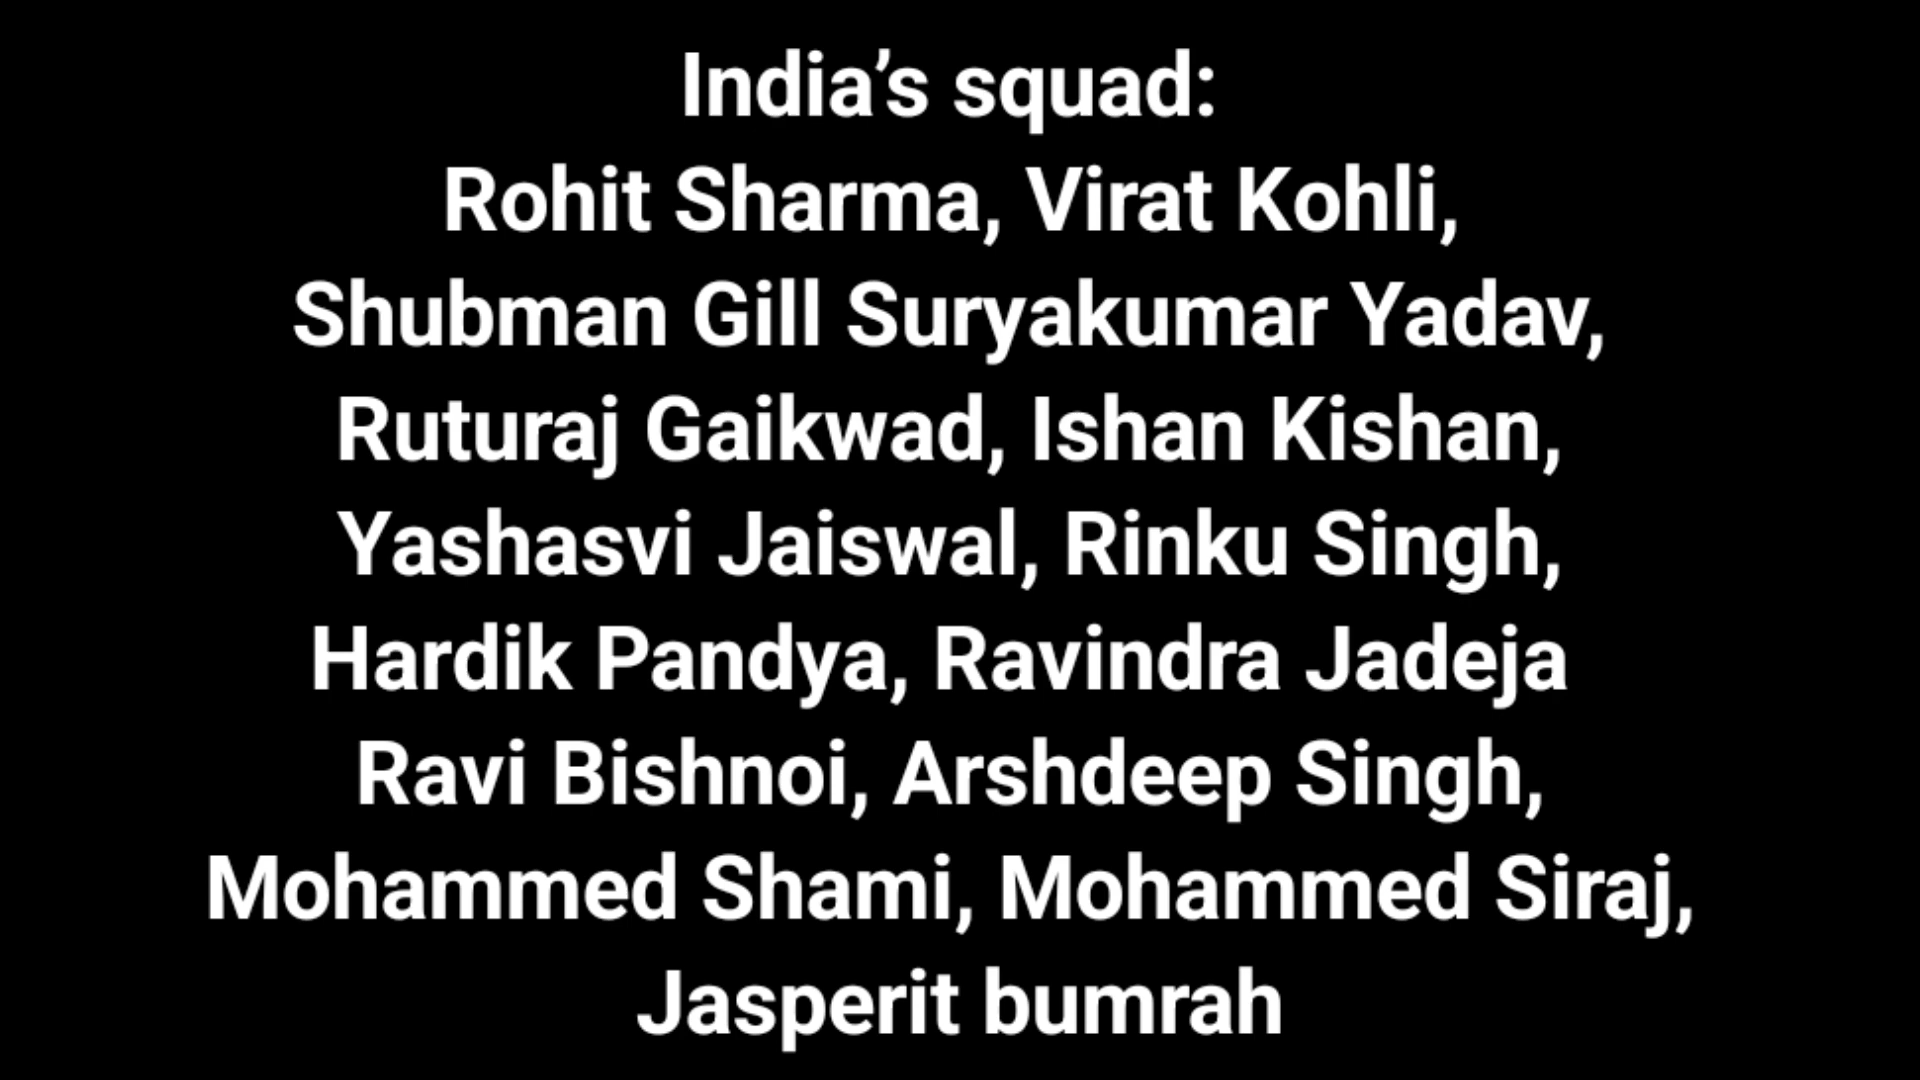 India’s squad:
Rohit Sharma, Virat Kohli,
Shubman Gill Suryakumar Yadav,
Ruturaj Gaikwad, Ishan Kishan,
Yashasvi Jaiswal, Rinku Singh,
Hardik Pandya, Ravindra Jadeja
Ravi Bishnoi, Arshdeep Singh,
Mohammed Shami, Mohammed Siraj,
Jasperit bumrah